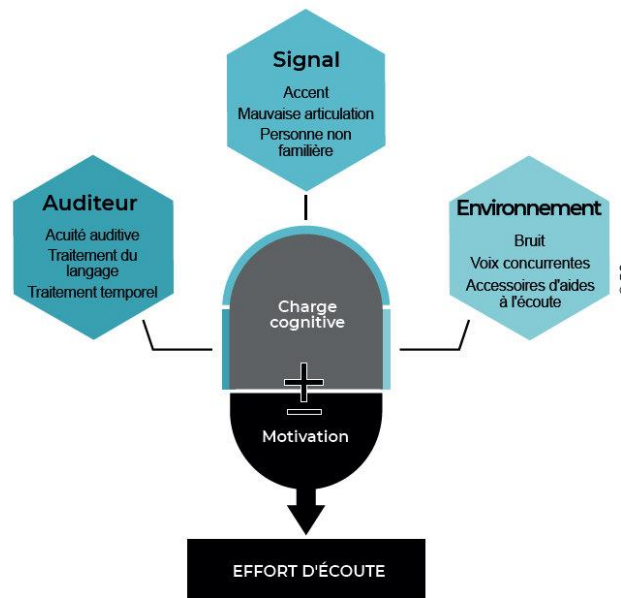 Signal
Accent
Mauvaise articulation
Personne non
familière
Auditeur
Acuité auditive
Traitement du
langage
Traitement temporel
Environnement
Bruit
Voix concurrentes
Accessoires d'aides
à l'écoute
Charge
cognitive
+
−
Motivation
EFFORT D'ÉCOUTE